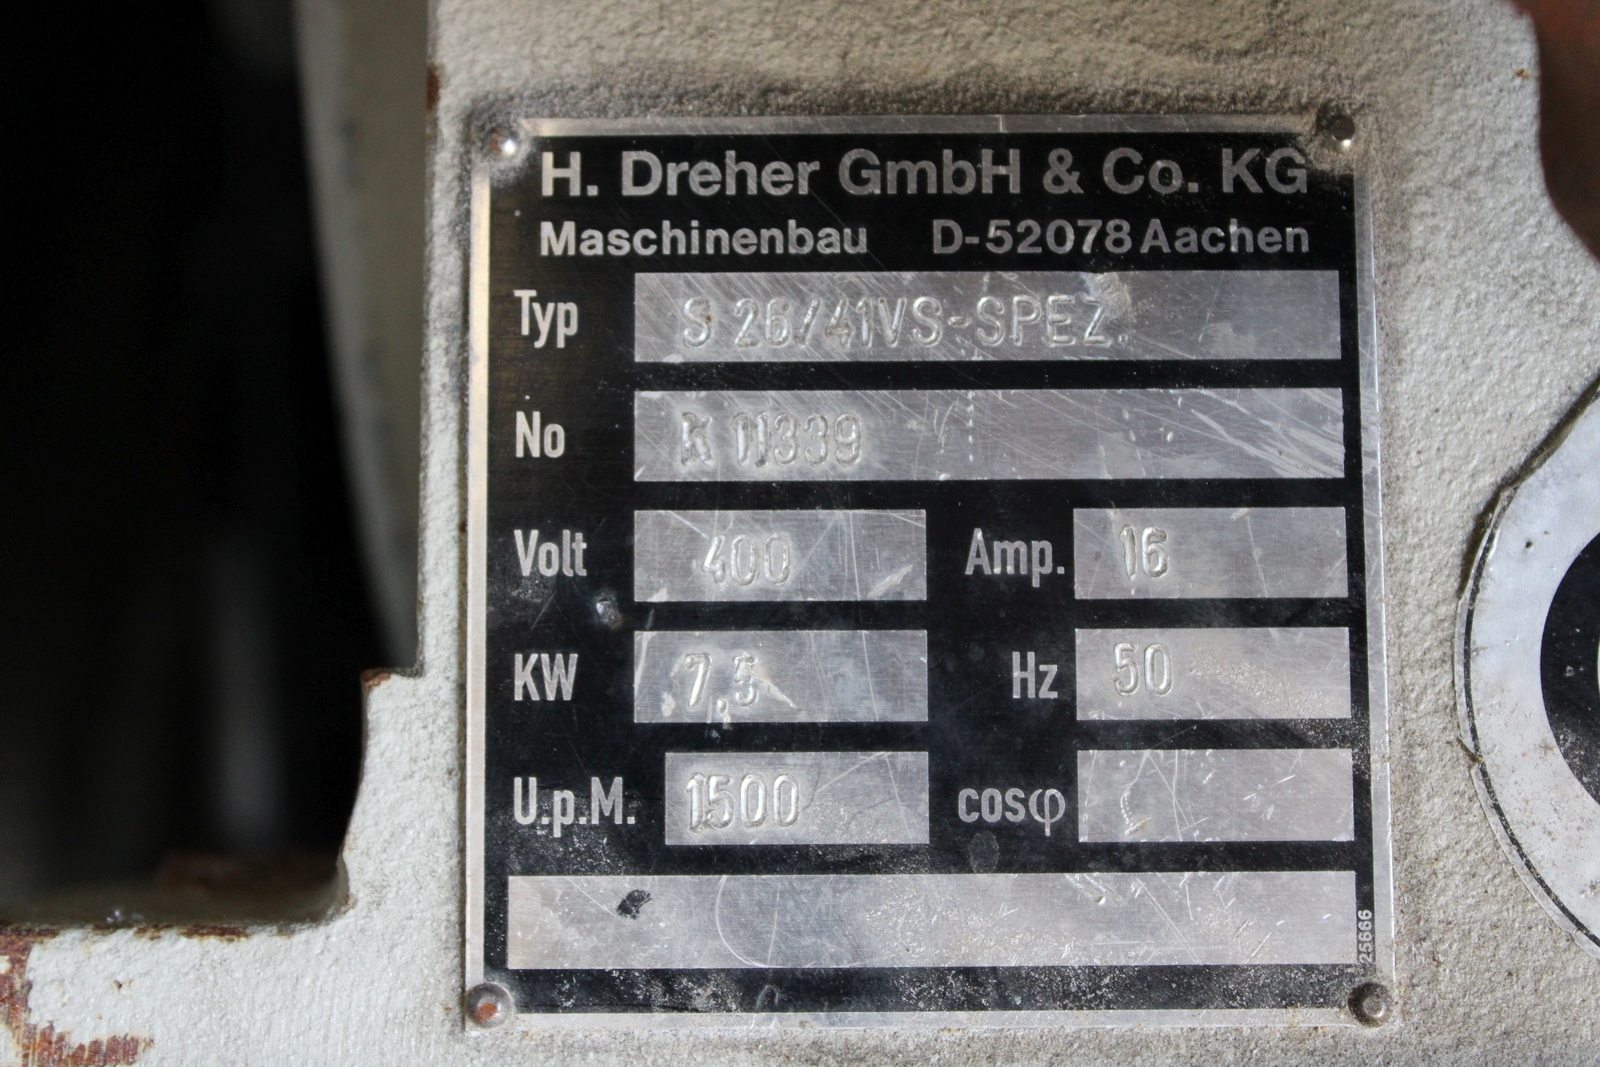 H. Dreher GmbH & Co. KG
Maschinenbau D-52078 Aachen
Typ S 26/41VS-SPEZ.
No K 11339
Volt 400 Amp. 16
KW 7,5 Hz 50
U.p.M. 1500 cosφ
25666